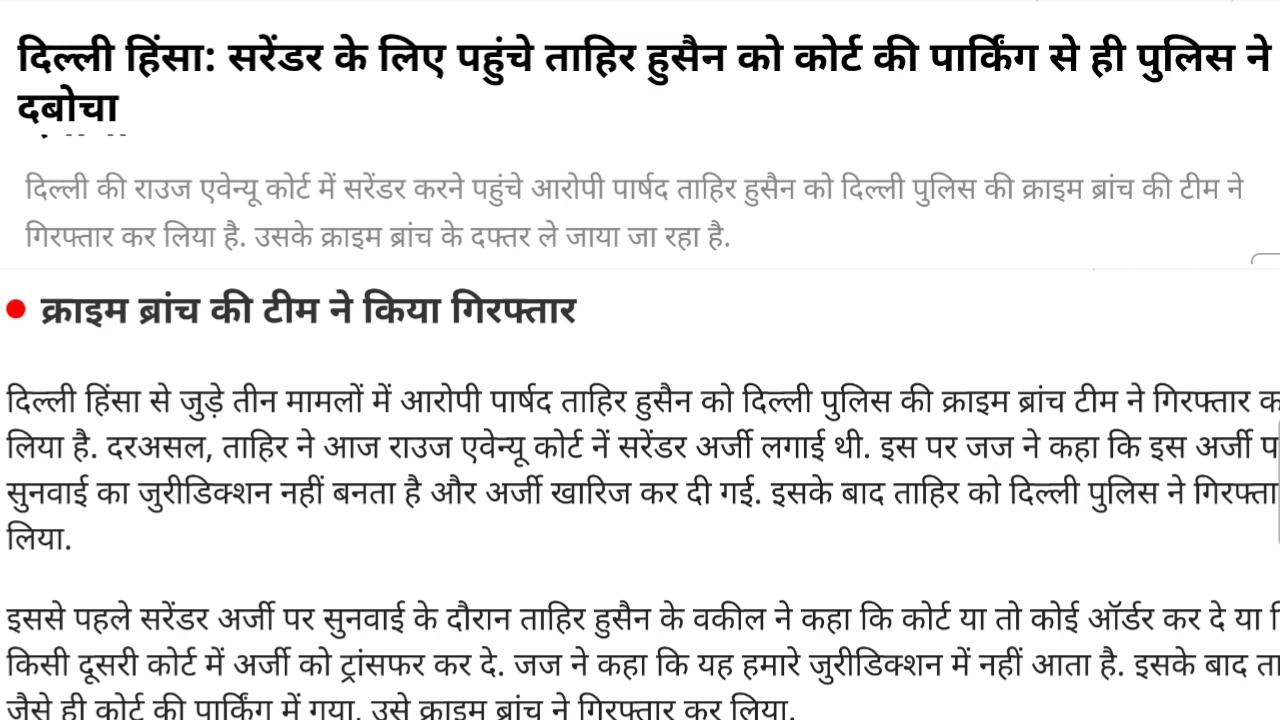 दिल्ली हिंसा: सरेंडर के लिए पहुंचे ताहिर हुसैन को कोर्ट की पार्किंग से ही पुलिस ने
दबोचा
दिल्ली की राउज एवेन्यू कोर्ट में सरेंडर करने पहुंचे आरोपी पार्षद ताहिर हुसैन को दिल्ली पुलिस की क्राइम ब्रांच की टीम ने
गिरफ्तार कर लिया है. उसके क्राइम ब्रांच के दफ्तर ले जाया जा रहा है.
क्राइम ब्रांच की टीम ने किया गिरफ्तार
दिल्ली हिंसा से जुड़े तीन मामलों में आरोपी पार्षद ताहिर हुसैन को दिल्ली पुलिस की क्राइम ब्रांच टीम ने गिरफ्तार
लिया है. दरअसल, ताहिर ने आज राउज एवेन्यू कोर्ट नें सरेंडर अर्जी लगाई थी. इस पर जज ने कहा कि इस अर्जी
सुनवाई का जुरीडिक्शन नहीं बनता है और अर्जी खारिज कर दी गई. इसके बाद ताहिर को दिल्ली पुलिस ने
लिया.
इससे पहले सरेंडर अर्जी पर सुनवाई के दौरान ताहिर हुसैन के वकील ने कहा कि कोर्ट या तो कोई ऑर्डर कर दे या
किसी दूसरी कोर्ट में अर्जी को ट्रांसफर कर दे. जज ने कहा कि यह हमारे जुरीडिक्शन में नहीं आता है. इसके बाद
जैसे ही कोर्ट की पार्किंग में गया, उसे क्राइम ब्रांच ने गिरफ्तार कर लिया.